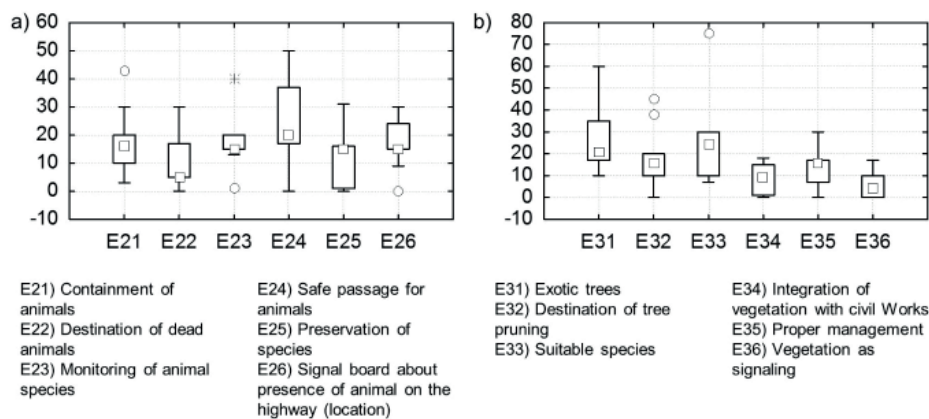 a)
60
50
40
30
20
10
0
-10
E21 E22 E23 E24 E25 E26
E21) Containment of
animals
E22) Destination of dead
animals
E23) Monitoring of animal
species
E24) Safe passage for
animals
E25) Preservation of
species
E26) Signal board about
presence of animal on the
highway (location)
b)
80
70
60
50
40
30
20
10
0
-10
E31 E32 E33 E34 E35 E36
E31) Exotic trees
E32) Destination of tree
pruning
E33) Suitable species
E34) Integration of
vegetation with civil Works
E35) Proper management
E36) Vegetation as
signaling